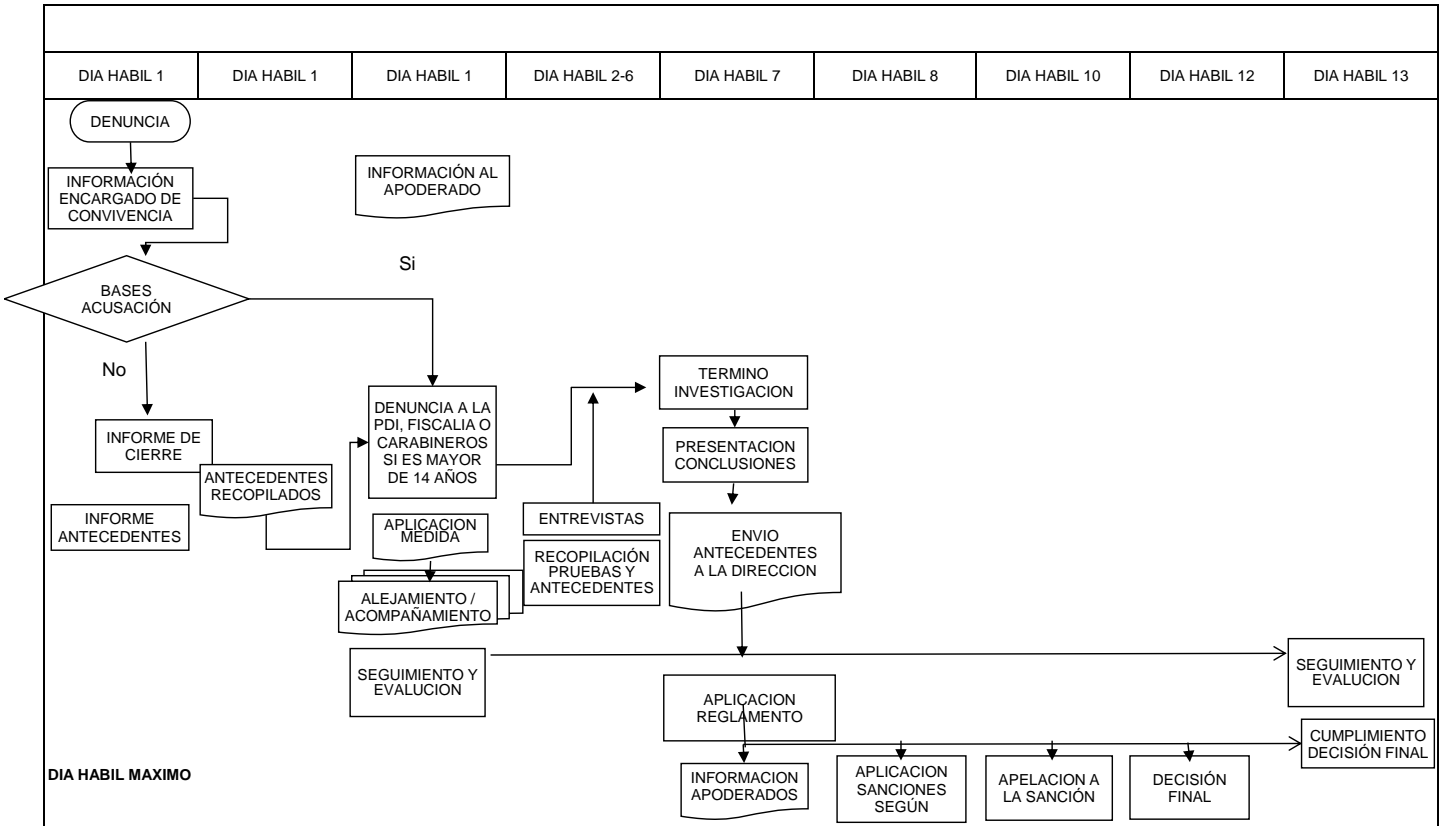 DIA HABIL 1
DIA HABIL 1
DIA HABIL 1
DIA HABIL 2-6
DIA HABIL 7
DIA HABIL 8
DIA HABIL 10
DIA HABIL 12
DIA HABIL 13
DENUNCIA
INFORMACIÓN
ENCARGADO DE
CONVIVENCIA
INFORMACIÓN AL
APODERADO
Si
BASES
ACUSACIÓN
No
INFORME DE
CIERRE
ANTECEDENTES
RECOPILADOS
INFORME
ANTECEDENTES
DENUNCIA A LA
PDI, FISCALIA O
CARABINEROS
SI ES MAYOR
DE 14 AÑOS
APLICACION
MEDIDA
ALEJAMIENTO /
ACOMPAÑAMIENTO
SEGUIMIENTO Y
EVALUCION
ENTREVISTAS
RECOPILACIÓN
PRUEBAS Y
ANTECEDENTES
TERMINO
INVESTIGACION
PRESENTACION
CONCLUSIONES
ENVIO
ANTECEDENTES
A LA DIRECCION
APLICACION
REGLAMENTO
SEGUIMIENTO Y
EVALUCION
CUMPLIMIENTO
DECISIÓN FINAL
DIA HABIL MAXIMO
INFORMACION
APODERADOS
APLICACION
SANCIONES
SEGÚN
APELACION A
LA SANCIÓN
DECISIÓN
FINAL